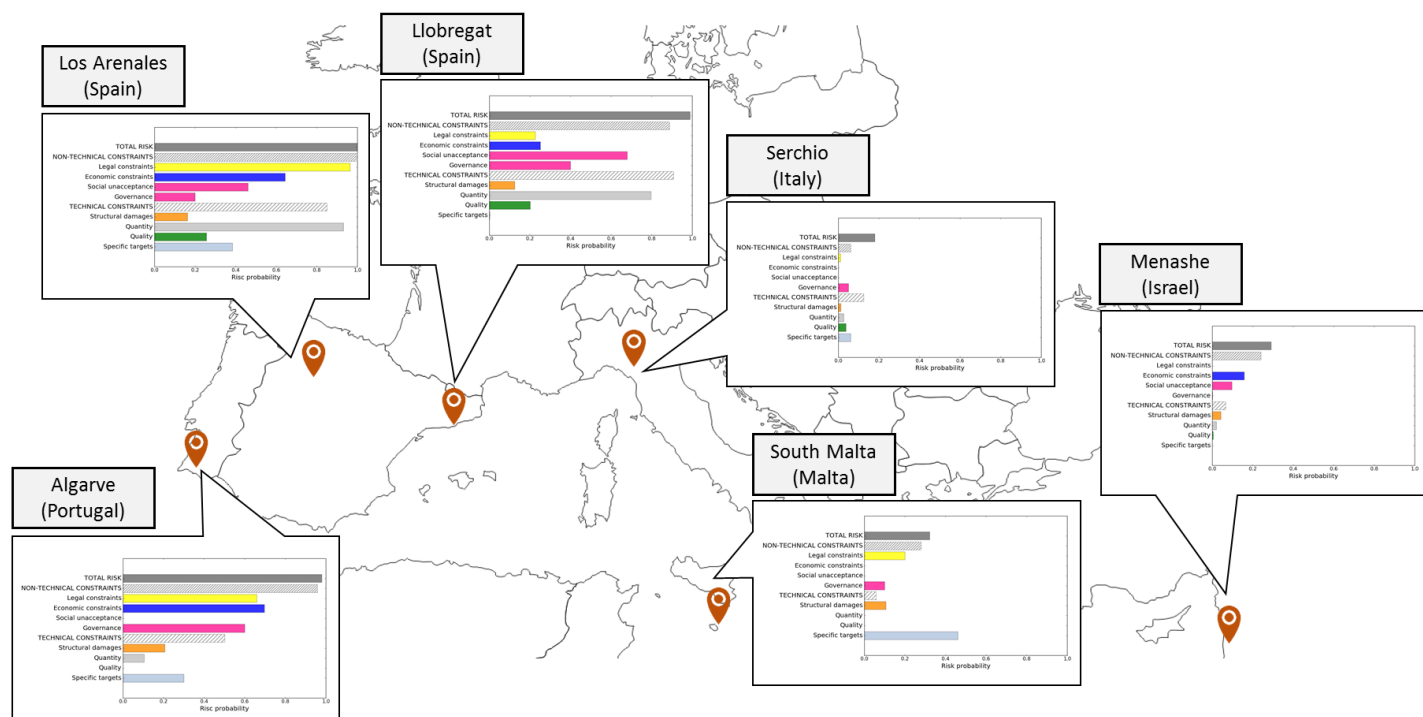 Los Arenales
(Spain)
TOTAL RISK
NON-TECHNICAL CONSTRAINTS
Legal constraints
Economic constraints
Social unacceptance
Governance
TECHNICAL CONSTRAINTS
Structural damages
Quantity
Quality
Specific targets
0.0 0.2 0.4 0.6 0.8 1.0
Risc probability
Llobregat
(Spain)
TOTAL RISK
NON-TECHNICAL CONSTRAINTS
Legal constraints
Economic constraints
Social unacceptance
Governance
TECHNICAL CONSTRAINTS
Structural damages
Quantity
Quality
Specific targets
0.0 0.2 0.4 0.6 0.8 1.0
Risk probability
Serchio
(Italy)
TOTAL RISK
NON-TECHNICAL CONSTRAINTS
Legal constraints
Economic constraints
Social unacceptance
Governance
TECHNICAL CONSTRAINTS
Structural damages
Quantity
Quality
Specific targets
0.0 0.2 0.4 0.6 0.8 1.0
Risk probability
Menashe
(Israel)
TOTAL RISK
NON-TECHNICAL CONSTRAINTS
Legal constraints
Economic constraints
Social unacceptance
Governance
TECHNICAL CONSTRAINTS
Structural damages
Quantity
Quality
Specific targets
0.0 0.2 0.4 0.6 0.8 1.0
Risk probability
Algarve
(Portugal)
TOTAL RISK
NON-TECHNICAL CONSTRAINTS
Legal constraints
Economic constraints
Social unacceptance
Governance
TECHNICAL CONSTRAINTS
Structural damages
Quantity
Quality
Specific targets
0.0 0.2 0.4 0.6 0.8 1.0
Risc probability
South Malta
(Malta)
TOTAL RISK
NON-TECHNICAL CONSTRAINTS
Legal constraints
Economic constraints
Social unacceptance
Governance
TECHNICAL CONSTRAINTS
Structural damages
Quantity
Quality
Specific targets
0.0 0.2 0.4 0.6 0.8 1.0
Risk probability